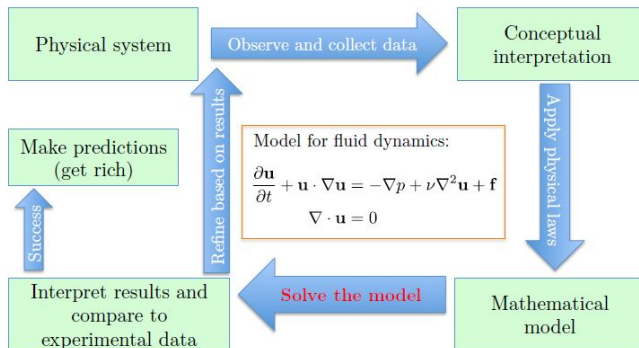 Physical system
Observe and collect data
Conceptual
interpretation
Apply physical laws
Mathematical
model
Solve the model
Interpret results and
compare to
experimental data
Refine based on results
Success
Make predictions
(get rich)
Model for fluid dynamics:
∂u/∂t + u · ∇u = −∇p + ν∇²u + f
∇ · u = 0